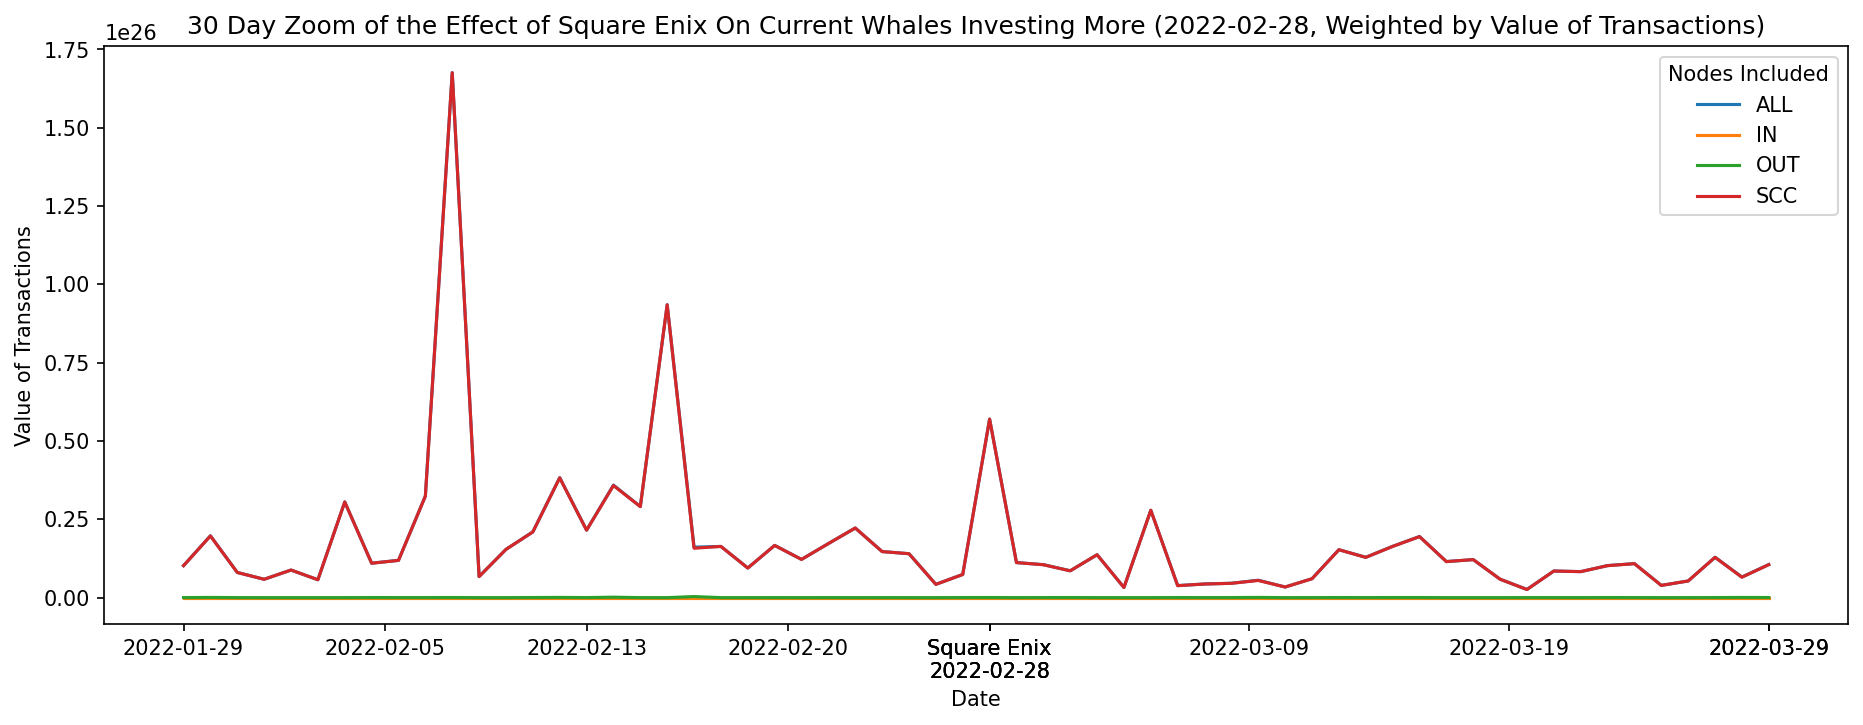 30 Day Zoom of the Effect of Square Enix On Current Whales Investing More (2022-02-28, Weighted by Value of Transactions)
1e26
1.75
1.50
1.25
1.00
0.75
0.50
0.25
0.00
Value of Transactions
Nodes Included
ALL
IN
OUT
SCC
2022-01-29
2022-02-05
2022-02-13
2022-02-20
Square Enix
2022-02-28
2022-03-09
2022-03-19
2022-03-29
Date